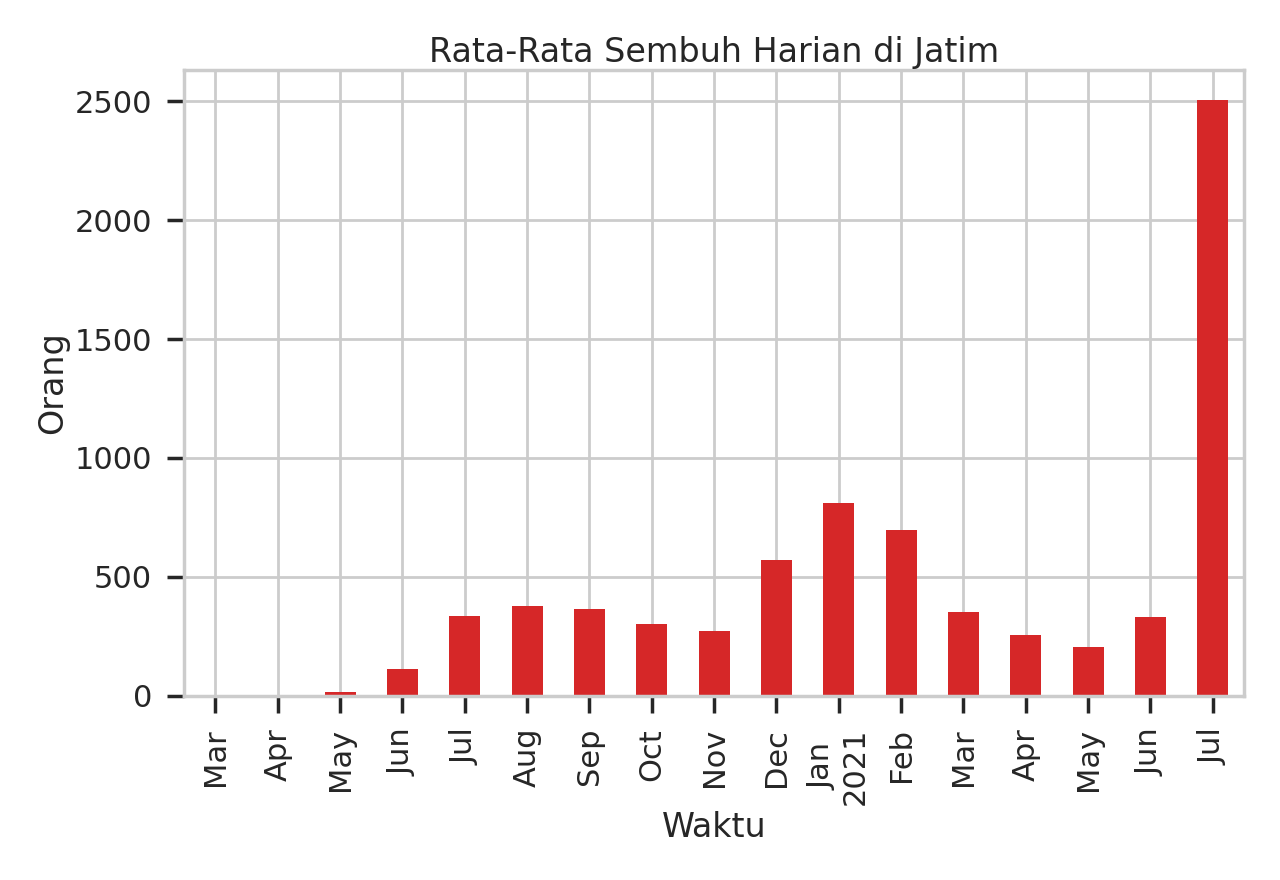 Rata-Rata Sembuh Harian di Jatim
Orang
2500
2000
1500
1000
500
0
Mar
Apr
May
Jun
Jul
Aug
Sep
Oct
Nov
Dec
Jan
2021
Feb
Mar
Apr
May
Jun
Jul
Waktu